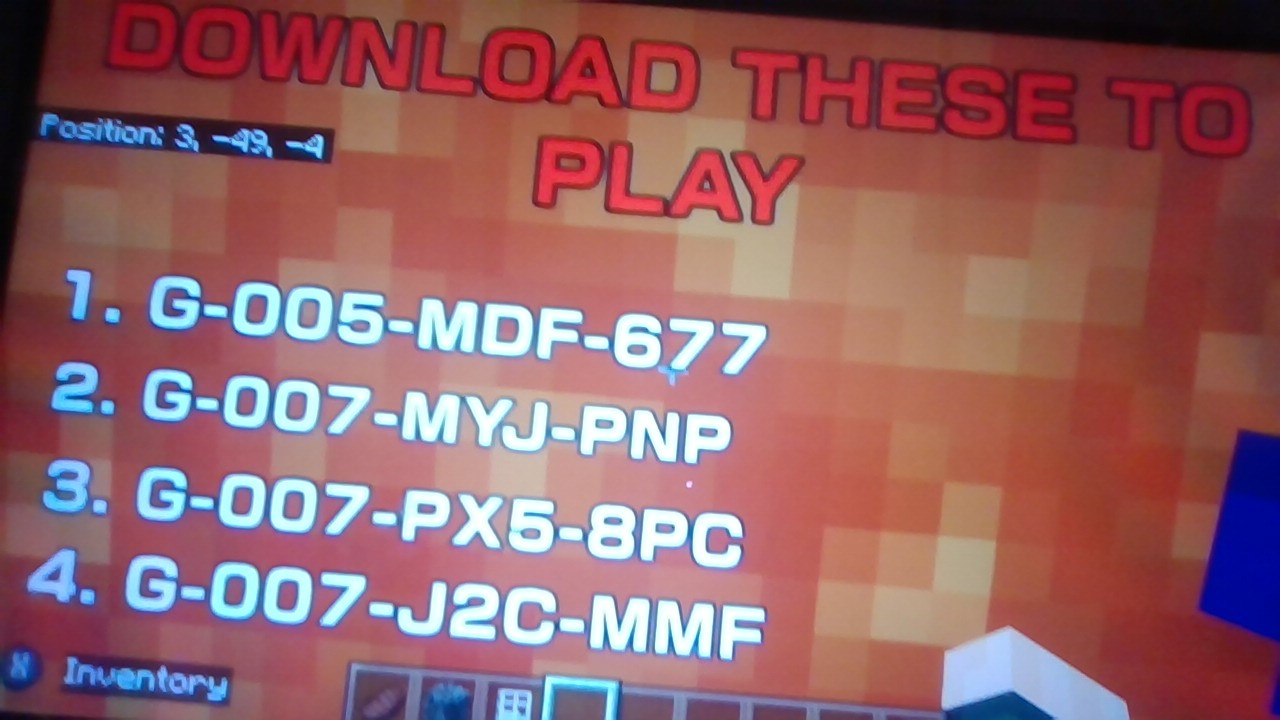 DOWNLOAD THESE TO
PLAY
Position: 3, -49, -4
1. G-005-MDF-677
2. G-007-MYJ-PNP
3. G-007-PX5-8PC
4. G-007-J2C-MMF
X Inventory